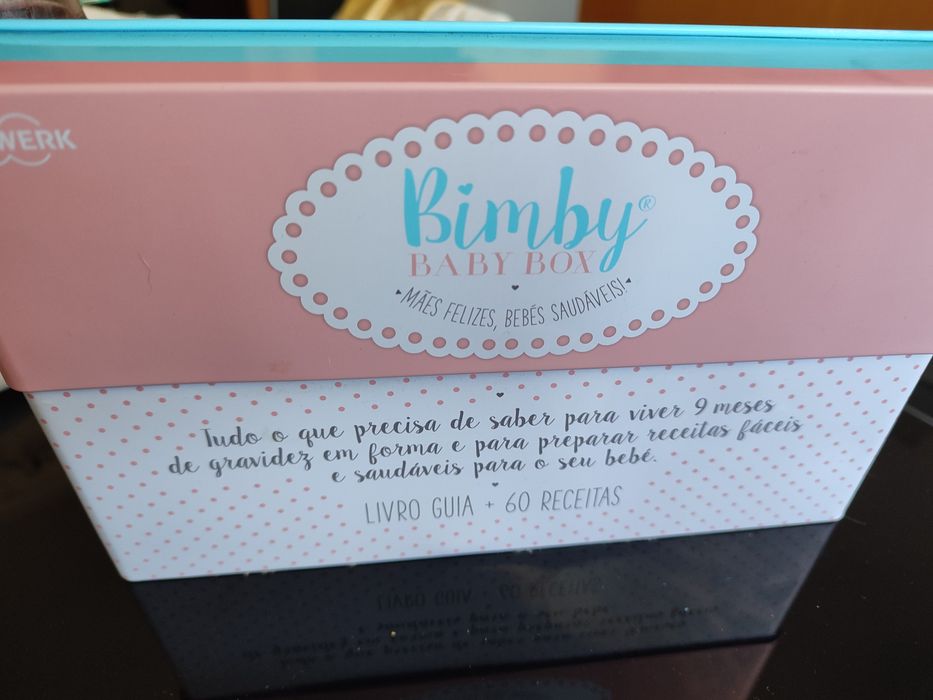 WERK
Bimby®
BABY BOX
MÃES FELIZES, BEBÉS SAUDÁVEIS!
Tudo o que precisa de saber para viver 9 meses
de gravidez em forma e para preparar receitas fáceis
e saudáveis para o seu bebé.
LIVRO GUIA + 60 RECEITAS